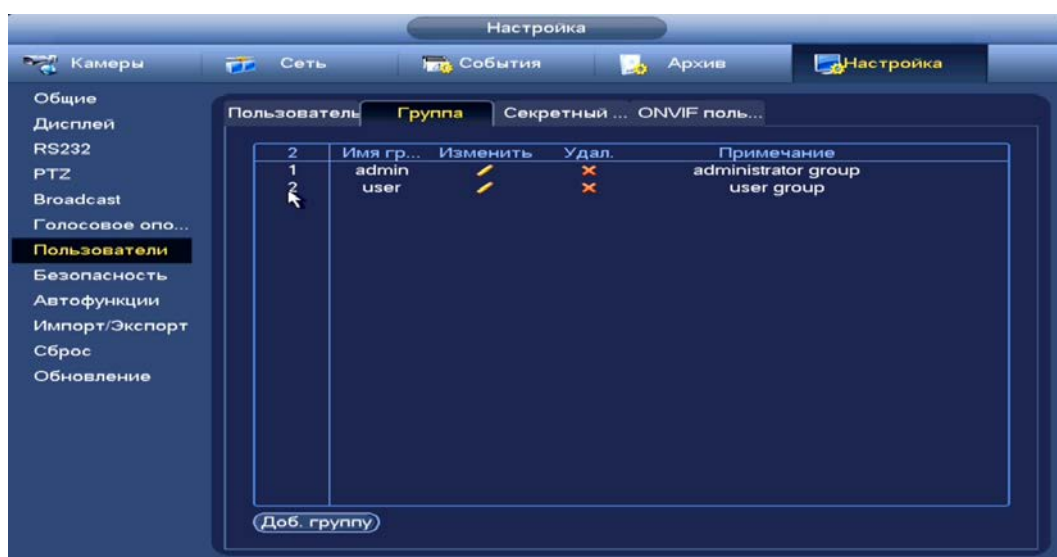 Настройка
Камеры Сеть События Архив Настройка
Общие
Дисплей
RS232
PTZ
Broadcast
Голосовое опо...
Пользователи
Безопасность
Автофункции
Импорт/Экспорт
Сброс
Обновление
Пользователь Группа Секретный ... ONVIF поль...
2 Имя гр... Изменить Удал. Примечание
1 admin administrator group
2 user user group
Доб. группу